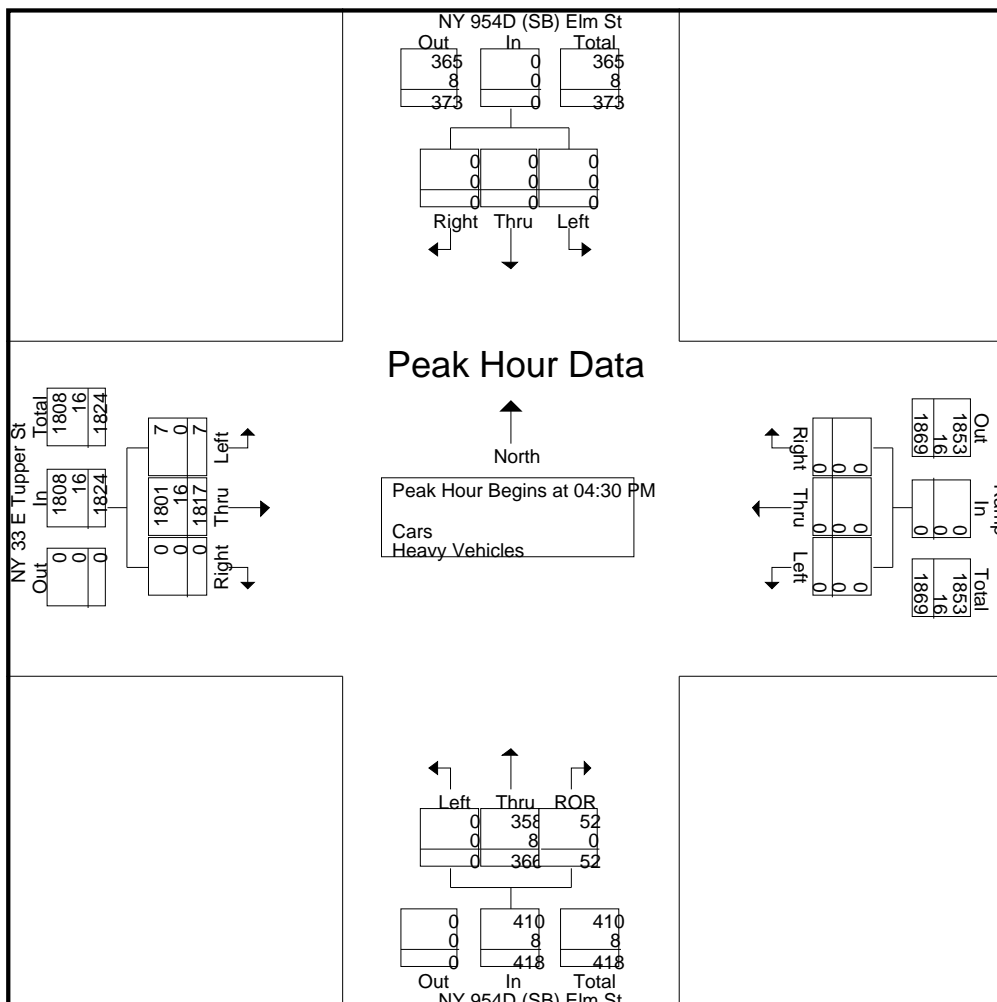 NY 954D (SB) Elm St
Out In Total
365 0 365
8 0 8
373 0 373
0 0 0
0 0 0
0 0 0
Right Thru Left
Peak Hour Data
North
Peak Hour Begins at 04:30 PM
Cars
Heavy Vehicles
NY 33 E Tupper St
Out In Total
0 1808 1808
0 16 16
0 1824 1824
Left Thru Right
7 1801 0
0 16 0
7 1817 0
Right Thru Left
0 0 0
0 0 0
0 0 0
Out In Total
1853 0 1853
16 0 16
1869 0 1869
Left Thru ROR
0 358 52
0 8 0
0 366 52
0 410 410
0 8 8
0 418 418
Out In Total
NY 954D (SB) Elm St